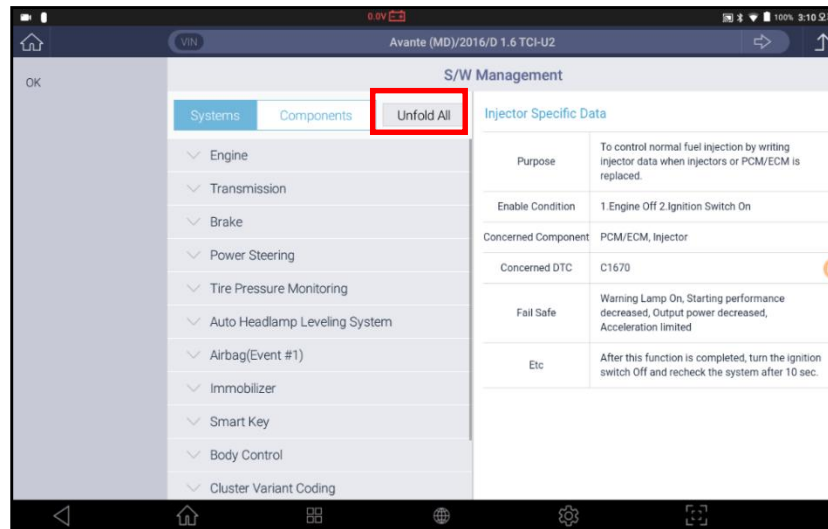 0.0V
100% 3:10
VIN
Avante (MD)/2016/D 1.6 TCI-U2
OK
S/W Management
Systems
Components
Unfold All
Engine
Transmission
Brake
Power Steering
Tire Pressure Monitoring
Auto Headlamp Leveling System
Airbag(Event #1)
Immobilizer
Smart Key
Body Control
Cluster Variant Coding
Injector Specific Data
Purpose
To control normal fuel injection by writing
injector data when injectors or PCM/ECM is
replaced.
Enable Condition
1.Engine Off 2.Ignition Switch On
Concerned Component
PCM/ECM, Injector
Concerned DTC
C1670
Fail Safe
Warning Lamp On, Starting performance
decreased, Output power decreased,
Acceleration limited
Etc
After this function is completed, turn the ignition
switch Off and recheck the system after 10 sec.